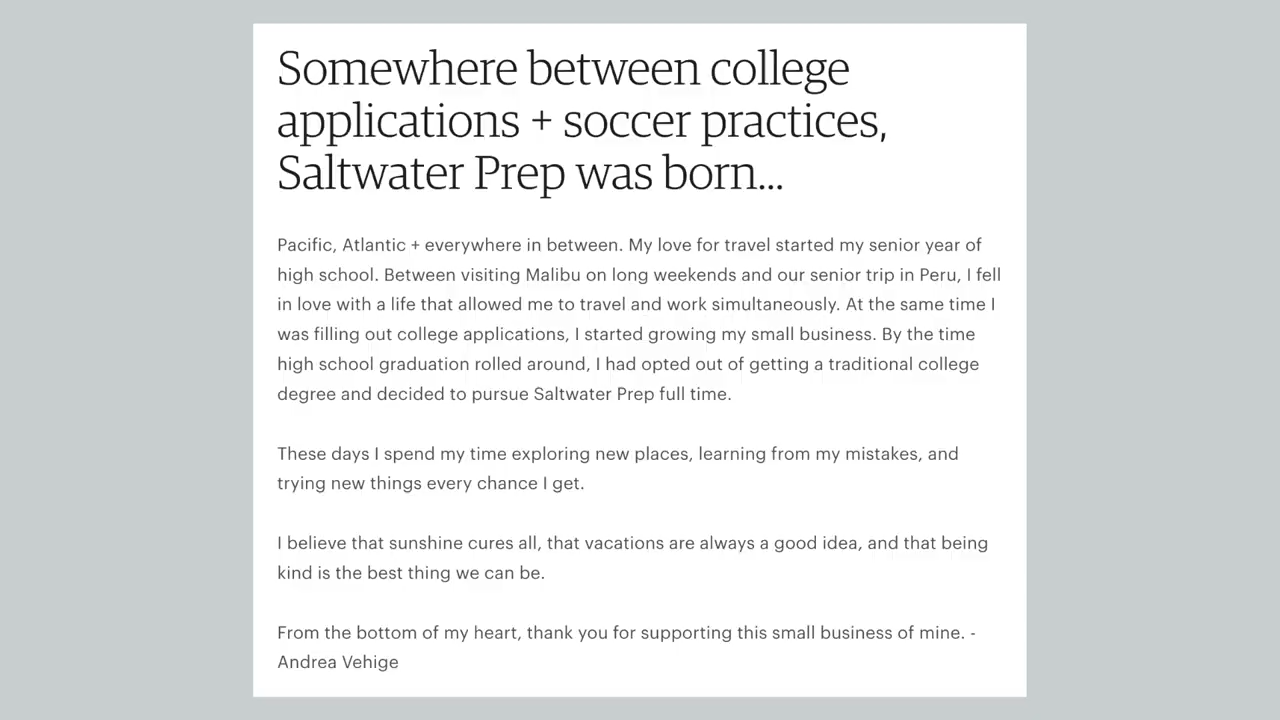 Somewhere between college
applications + soccer practices,
Saltwater Prep was born...
Pacific, Atlantic + everywhere in between. My love for travel started my senior year of
high school. Between visiting Malibu on long weekends and our senior trip in Peru, I fell
in love with a life that allowed me to travel and work simultaneously. At the same time I
was filling out college applications, I started growing my small business. By the time
high school graduation rolled around, I had opted out of getting a traditional college
degree and decided to pursue Saltwater Prep full time.
These days I spend my time exploring new places, learning from my mistakes, and
trying new things every chance I get.
I believe that sunshine cures all, that vacations are always a good idea, and that being
kind is the best thing we can be.
From the bottom of my heart, thank you for supporting this small business of mine. -
Andrea Vehige